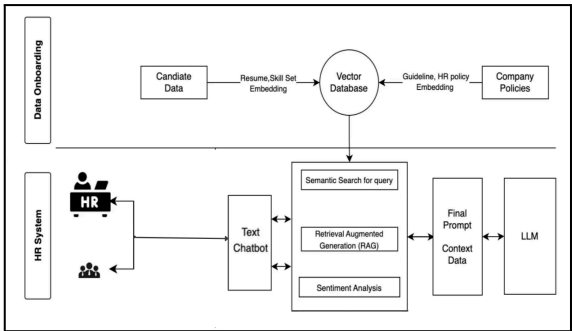 Data Onboarding
Candiate
Data
Resume,Skill Set
Embedding
Vector
Database
Guideline, HR policy
Embedding
Company
Policies
HR System
HR
Text
Chatbot
Semantic Search for query
Retrieval Augmented
Generation (RAG)
Sentiment Analysis
Final
Prompt
Context
Data
LLM